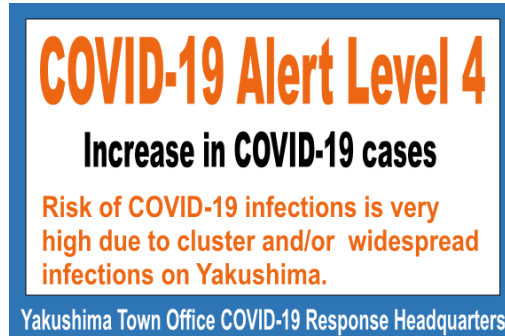 COVID-19 Alert Level 4
Increase in COVID-19 cases
Risk of COVID-19 infections is very
high due to cluster and/or widespread
infections on Yakushima.
Yakushima Town Office COVID-19 Response Headquarters